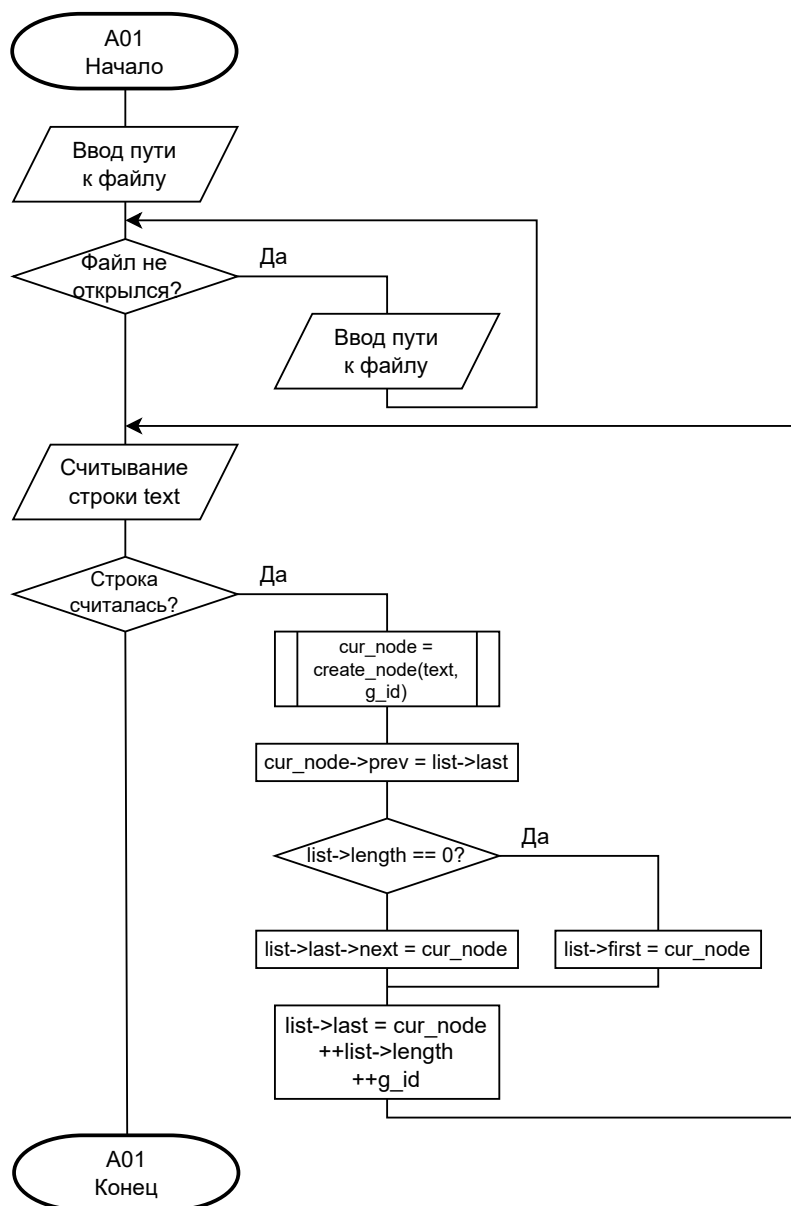 A01
Начало
Ввод пути
к файлу
Файл не
открылся?
Да
Ввод пути
к файлу
Считывание
строки text
Строка
считалась?
Да
cur_node =
create_node(text,
g_id)
cur_node->prev = list->last
list->length == 0?
Да
list->last->next = cur_node
list->first = cur_node
list->last = cur_node
++list->length
++g_id
A01
Конец